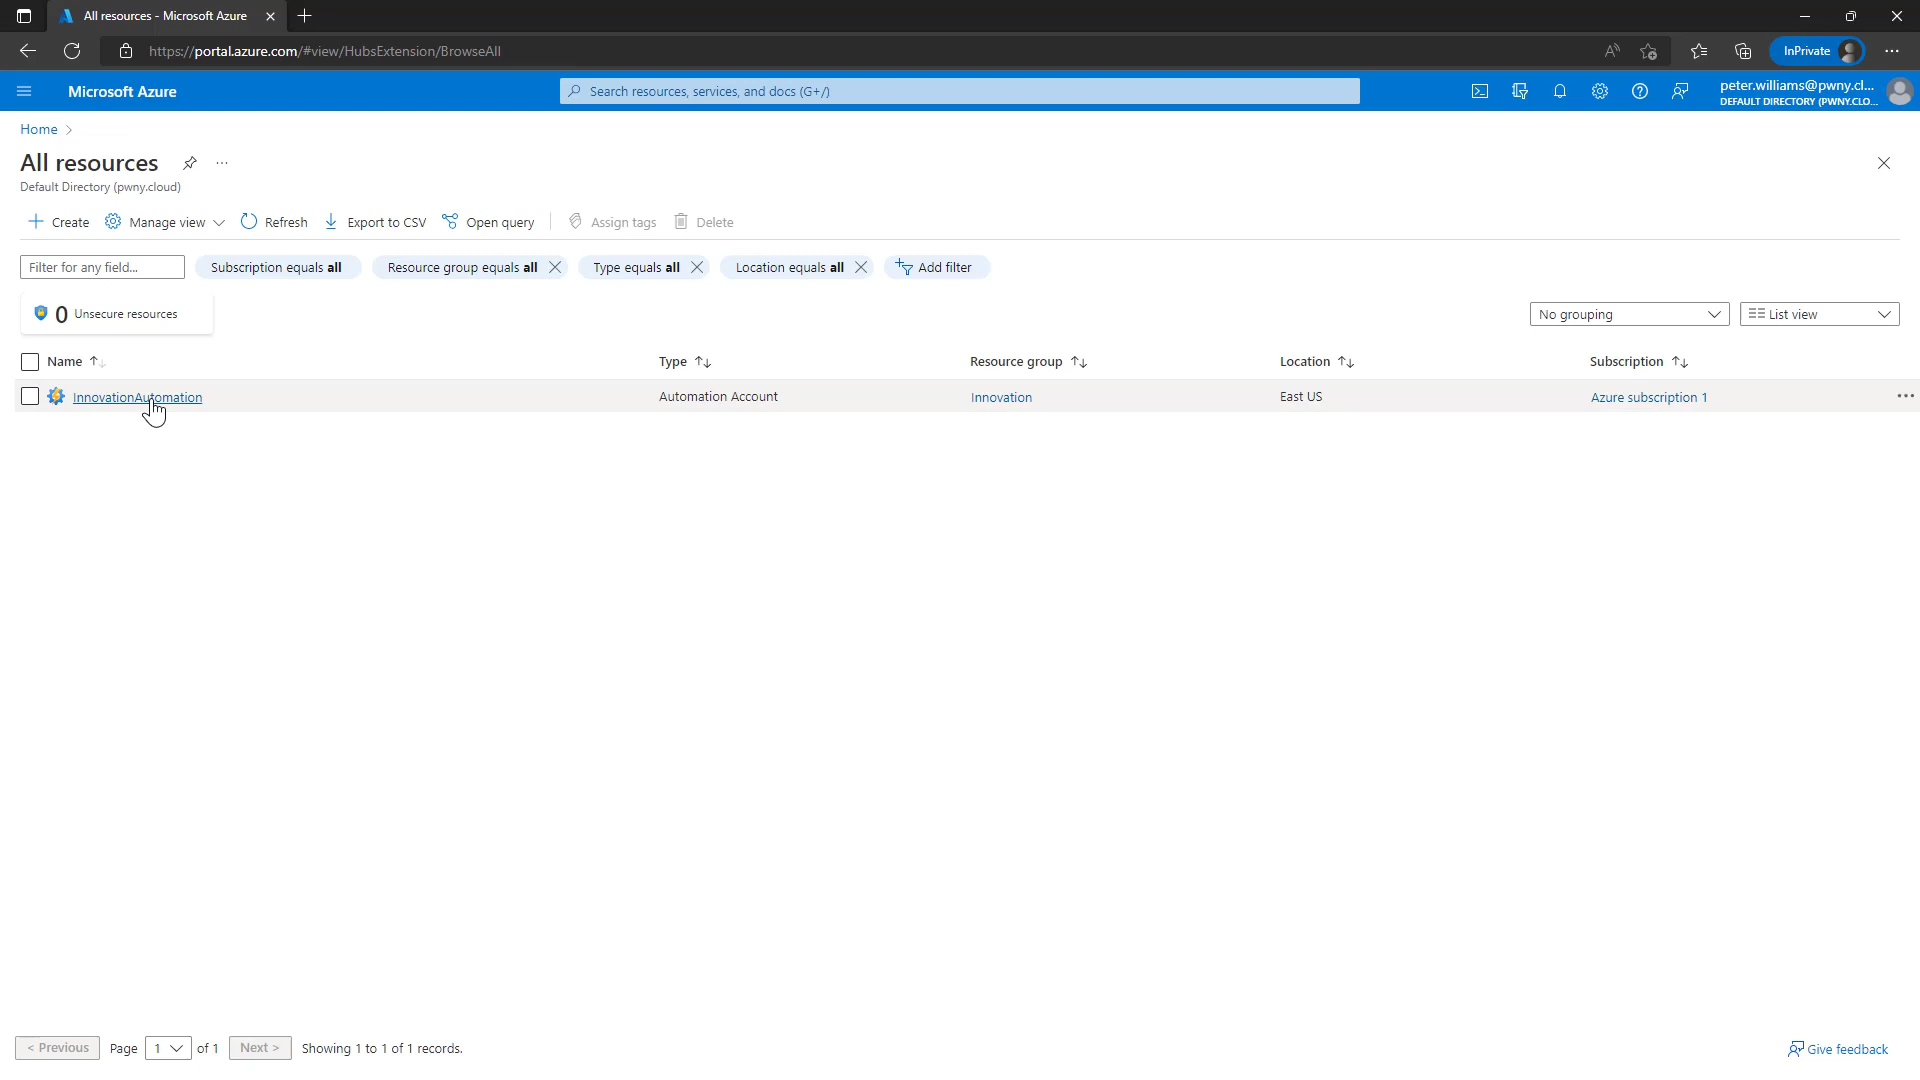 All resources - Microsoft Azure
https://portal.azure.com/#view/HubsExtension/BrowseAll
InPrivate
Microsoft Azure
Search resources, services, and docs (G+/)
peter.williams@pwny.cl...
DEFAULT DIRECTORY (PWNY.CLO...
Home
All resources
Default Directory (pwny.cloud)
Create
Manage view
Refresh
Export to CSV
Open query
Assign tags
Delete
Filter for any field...
Subscription equals all
Resource group equals all
Type equals all
Location equals all
Add filter
0 Unsecure resources
No grouping
List view
Name
Type
Resource group
Location
Subscription
InnovationAutomation
Automation Account
Innovation
East US
Azure subscription 1
< Previous
Page 1 of 1
Next >
Showing 1 to 1 of 1 records.
Give feedback